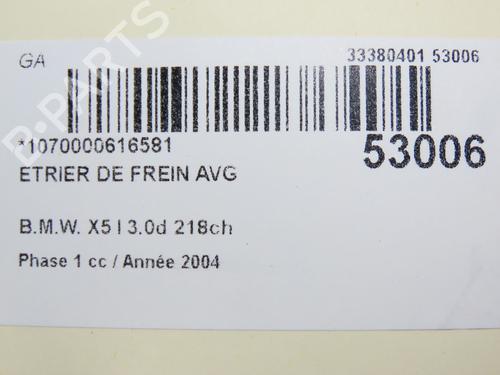 GA
33380401 53006
*1070000616581
53006
ETRIER DE FREIN AVG
B.M.W. X5 I 3.0d 218ch
Phase 1 cc / Année 2004
B-PARTS